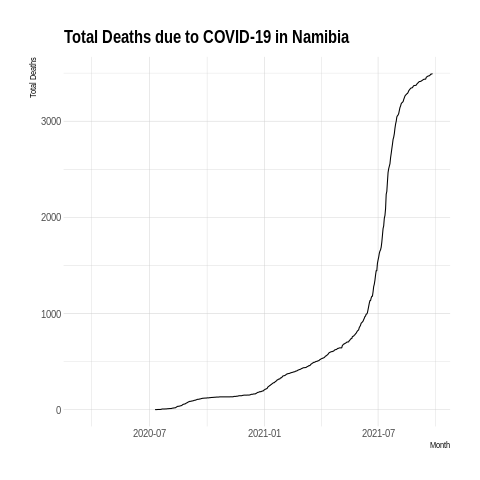 Total Deaths due to COVID-19 in Namibia
Total Deaths
3000
2000
1000
0
2020-07 2021-01 2021-07
Month